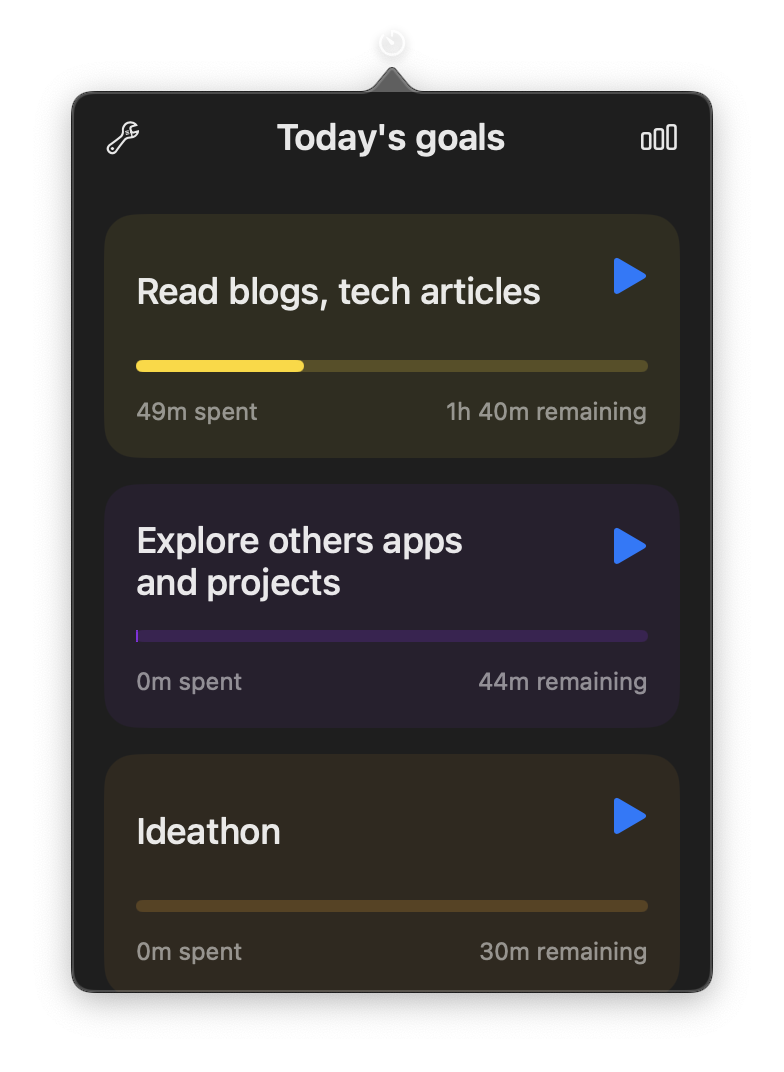 Today's goals
Read blogs, tech articles
49m spent
1h 40m remaining
Explore others apps
and projects
0m spent
44m remaining
Ideathon
0m spent
30m remaining